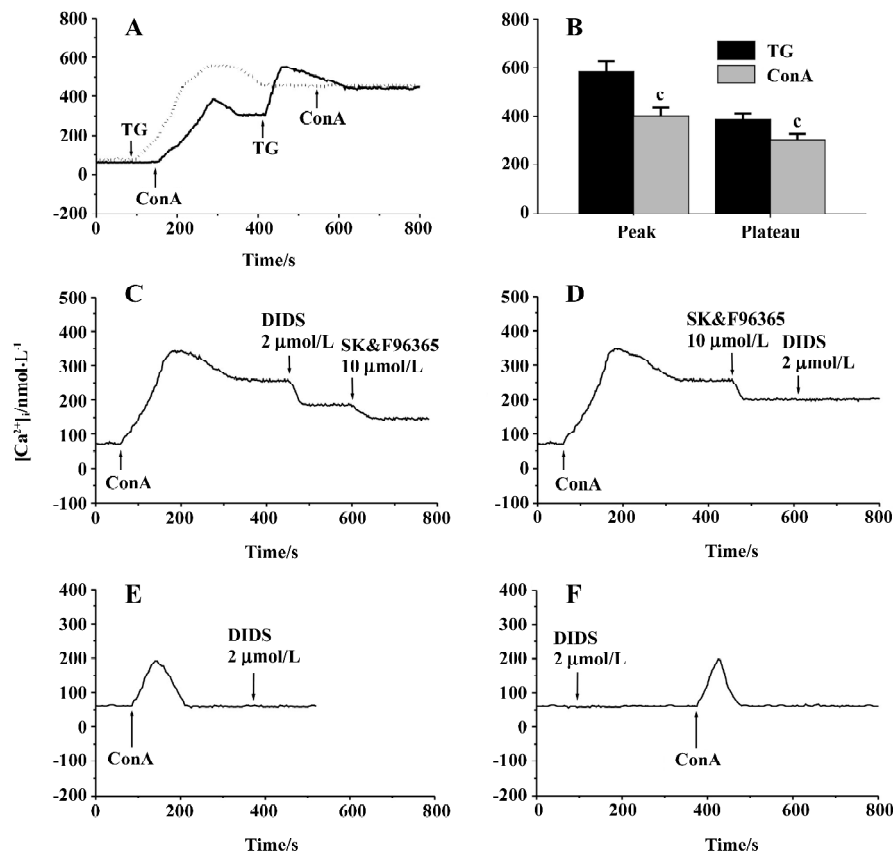 A
800
600
400
200
0
-200
TG
ConA
TG
ConA
0 200 400 600 800
Time/s
B
800
600
400
200
0
TG
ConA
c
c
Peak Plateau
[Ca²⁺]i/nmol·L⁻¹
C
500
400
300
200
100
0
-100
DIDS
2 μmol/L
SK&F96365
10 μmol/L
ConA
0 200 400 600 800
Time/s
D
500
400
300
200
100
0
-100
SK&F96365
10 μmol/L
DIDS
2 μmol/L
ConA
0 200 400 600 800
Time/s
E
400
300
200
100
0
-100
-200
DIDS
2 μmol/L
ConA
0 200 400 600 800
Time/s
F
400
300
200
100
0
-100
-200
DIDS
2 μmol/L
ConA
0 200 400 600 800
Time/s